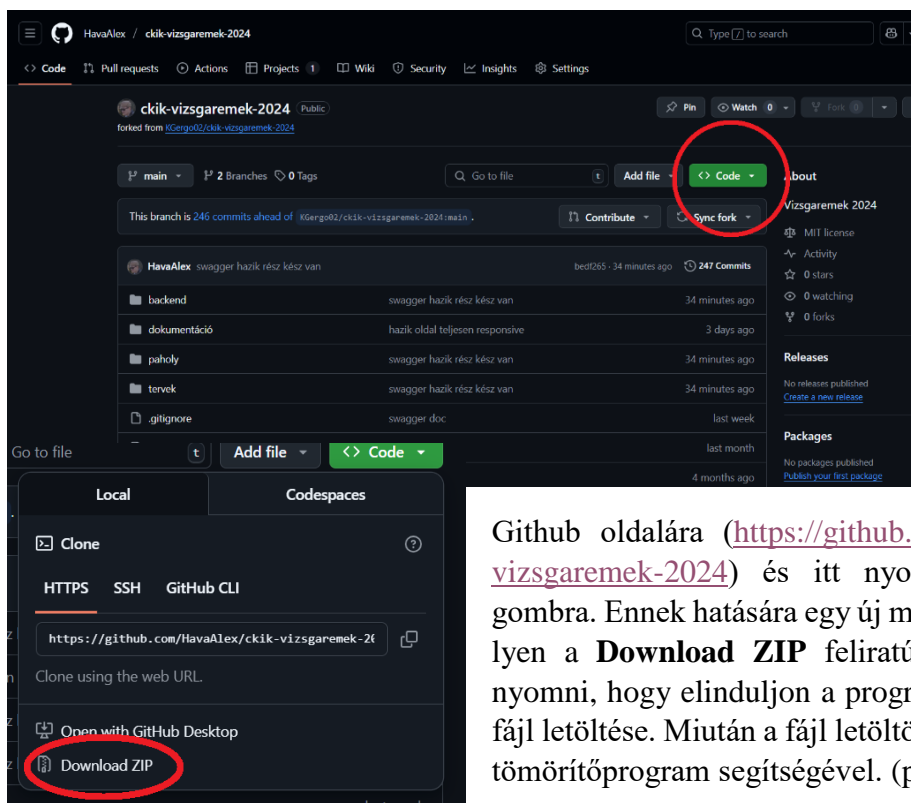 HavaAlex / ckik-vizsgaremek-2024
Type / to search
Code Pull requests Actions Projects 1 Wiki Security Insights Settings
ckik-vizsgaremek-2024 Public
forked from KGergo02/ckik-vizsgaremek-2024
Pin Watch 0 Fork 0
main 2 Branches 0 Tags Go to file t Add file Code
This branch is 246 commits ahead of KGergo02/ckik-vizsgaremek-2024:main .
Contribute Sync fork
HavaAlex swagger hazik rész kész van bedf265 · 34 minutes ago 247 Commits
backend swagger hazik rész kész van 34 minutes ago
dokumentáció hazik oldal teljesen responsive 3 days ago
paholy swagger hazik rész kész van 34 minutes ago
tervek swagger hazik rész kész van 34 minutes ago
.gitignore swagger doc last week
last month
4 months ago
About
Vizsgaremek 2024
MIT license
Activity
0 stars
0 watching
0 forks
Releases
No releases published
Create a new release
Packages
No packages published
Publish your first package
Go to file t Add file Code
Local Codespaces
Clone
HTTPS SSH GitHub CLI
https://github.com/HavaAlex/ckik-vizsgaremek-2
Clone using the web URL.
Open with GitHub Desktop
Download ZIP
Github oldalára (https://github.
vizsgaremek-2024) és itt nyo
gombra. Ennek hatására egy új m
lyen a Download ZIP feliratú
nyomni, hogy elinduljon a progr
fájl letöltése. Miután a fájl letöltö
tömörítőprogram segítségével. (p